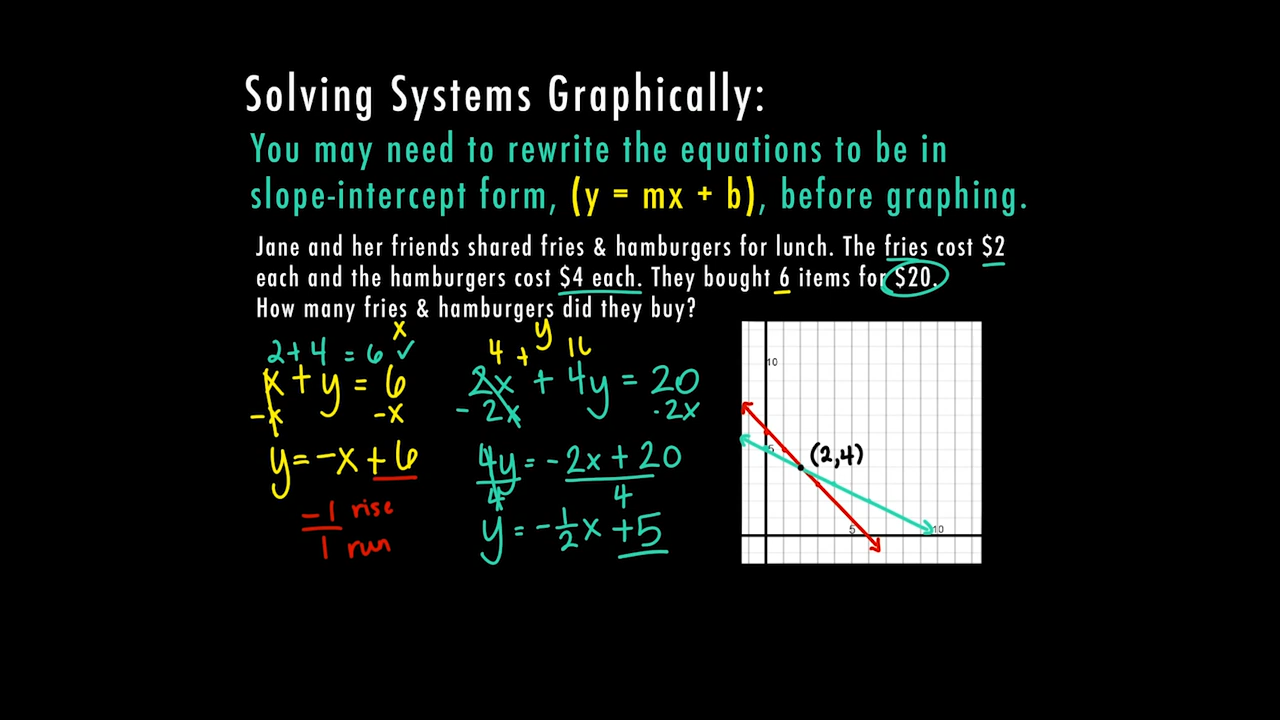 Solving Systems Graphically:
You may need to rewrite the equations to be in
slope-intercept form, (y = mx + b), before graphing.
Jane and her friends shared fries & hamburgers for lunch. The fries cost $2
each and the hamburgers cost $4 each. They bought 6 items for $20.
How many fries & hamburgers did they buy?
x
2 + 4 = 6 ✓
x + y = 6
-x -x
y = -x + 6
-1 rise
1 run
y
4 + 16
2x + 4y = 20
- 2x -2x
4y = -2x + 20
4 4
y = -1/2x + 5
10
5
(2,4)
5 10